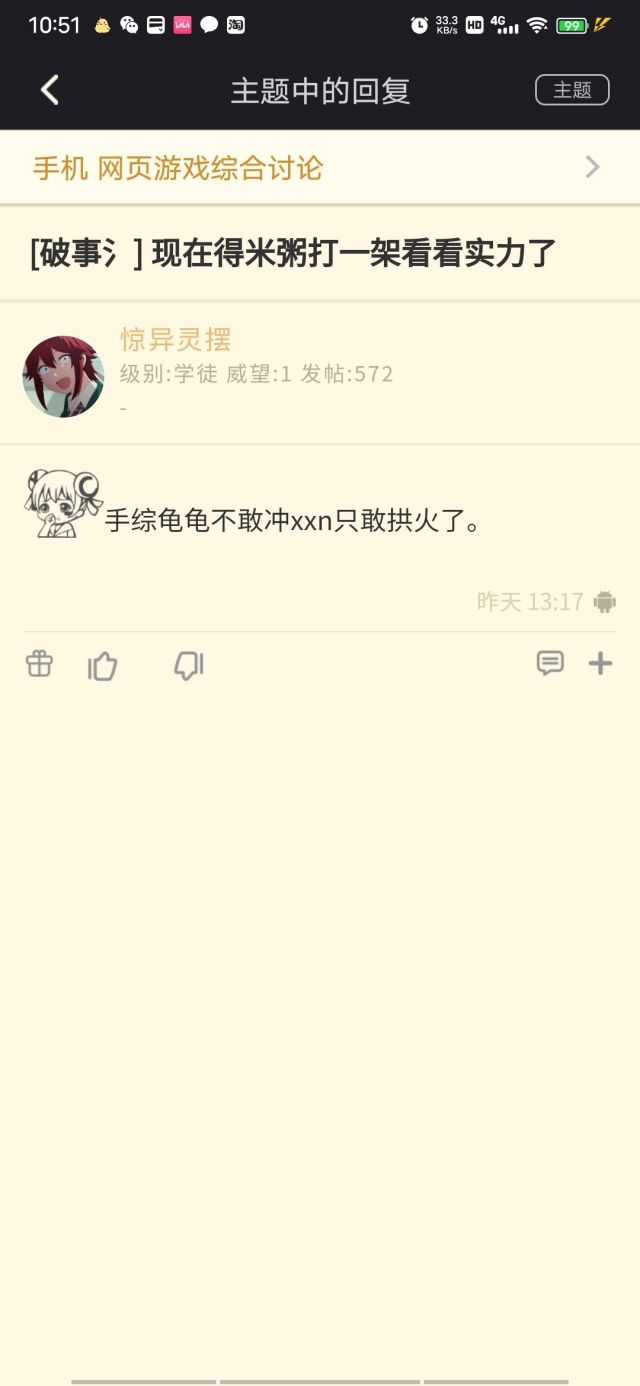 10:51 33.3 KB/s HD 4G 99
主题中的回复 主题
手机 网页游戏综合讨论
[破事氵] 现在得米粥打一架看看实力了
惊异灵摆
级别:学徒 威望:1 发帖:572
-
手综龟龟不敢冲xxn只敢拱火了。
昨天 13:17